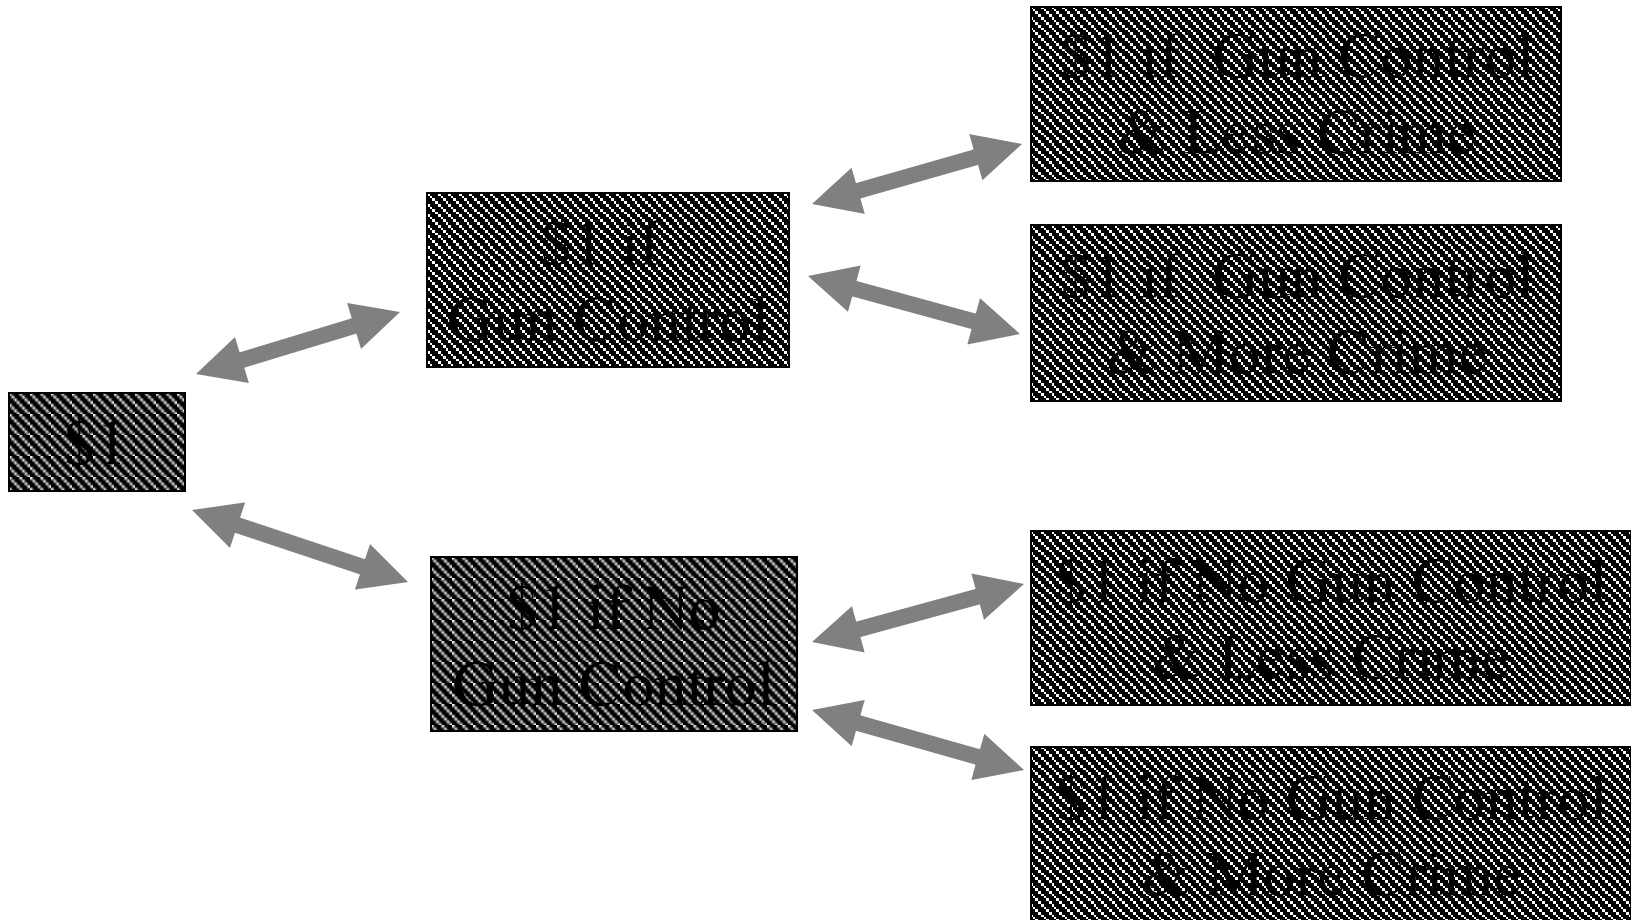 $1
$1 if
Gun Control
$1 if No
Gun Control
$1 if Gun Control
& Less Crime
$1 if Gun Control
& More Crime
$1 if No Gun Control
& Less Crime
$1 if No Gun Control
& More Crime